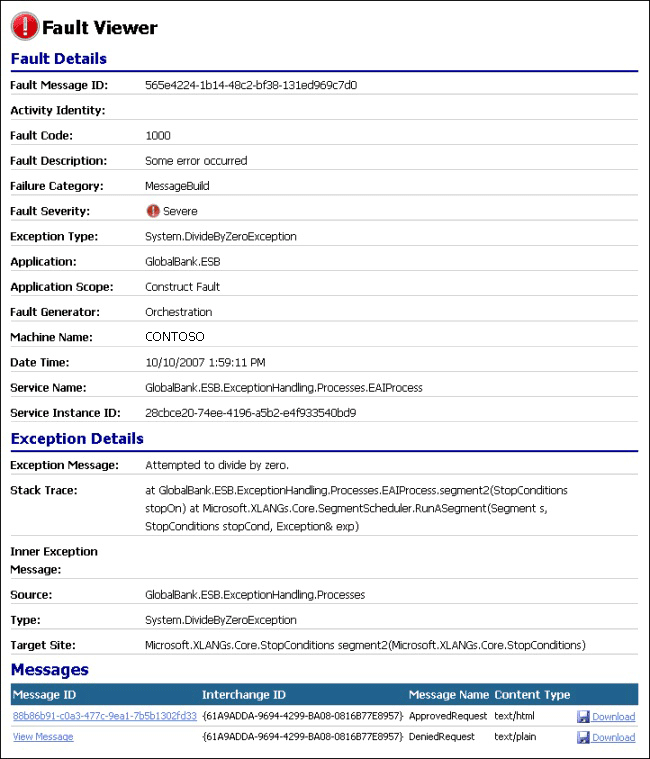 Fault Viewer
Fault Details
Fault Message ID: 565e4224-1b14-48c2-bf38-131ed969c7d0
Activity Identity:
Fault Code: 1000
Fault Description: Some error occurred
Failure Category: MessageBuild
Fault Severity: Severe
Exception Type: System.DivideByZeroException
Application: GlobalBank.ESB
Application Scope: Construct Fault
Fault Generator: Orchestration
Machine Name: CONTOSO
Date Time: 10/10/2007 1:59:11 PM
Service Name: GlobalBank.ESB.ExceptionHandling.Processes.EAIProcess
Service Instance ID: 28cbce20-74ee-4196-a5b2-e4f933540bd9
Exception Details
Exception Message: Attempted to divide by zero.
Stack Trace: at GlobalBank.ESB.ExceptionHandling.Processes.EAIProcess.segment2(StopConditions
stopOn) at Microsoft.XLANGs.Core.SegmentScheduler.RunASegment(Segment s,
StopConditions stopCond, Exception& exp)
Inner Exception
Message:
Source: GlobalBank.ESB.ExceptionHandling.Processes
Type: System.DivideByZeroException
Target Site: Microsoft.XLANGs.Core.StopConditions segment2(Microsoft.XLANGs.Core.StopConditions)
Messages
Message ID Interchange ID Message Name Content Type
88b86b91-c0a3-477c-9ea1-7b5b1302fd33 {61A9ADDA-9694-4299-BA08-0816B77E8957} ApprovedRequest text/html Download
View Message {61A9ADDA-9694-4299-BA08-0816B77E8957} DeniedRequest text/plain Download